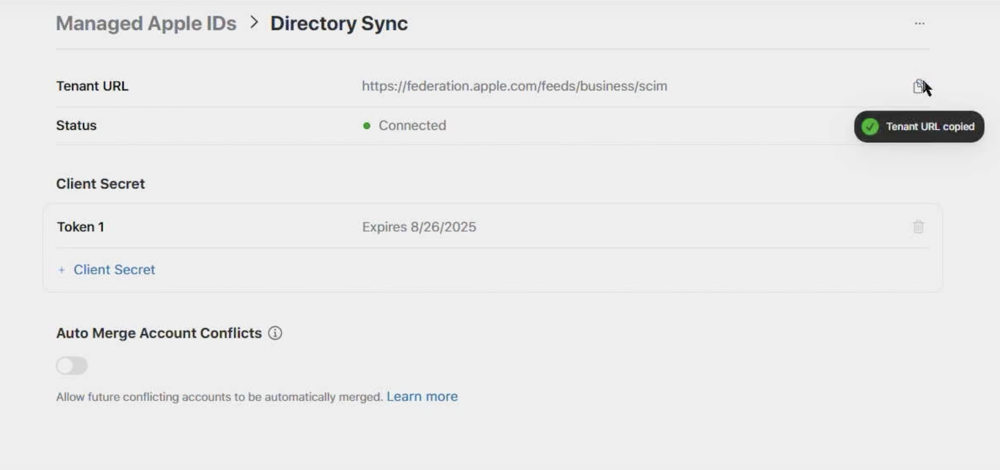 Managed Apple IDs > Directory Sync ...
Tenant URL https://federation.apple.com/feeds/business/scim
Status Connected
Tenant URL copied
Client Secret
Token 1 Expires 8/26/2025
+ Client Secret
Auto Merge Account Conflicts
Allow future conflicting accounts to be automatically merged. Learn more